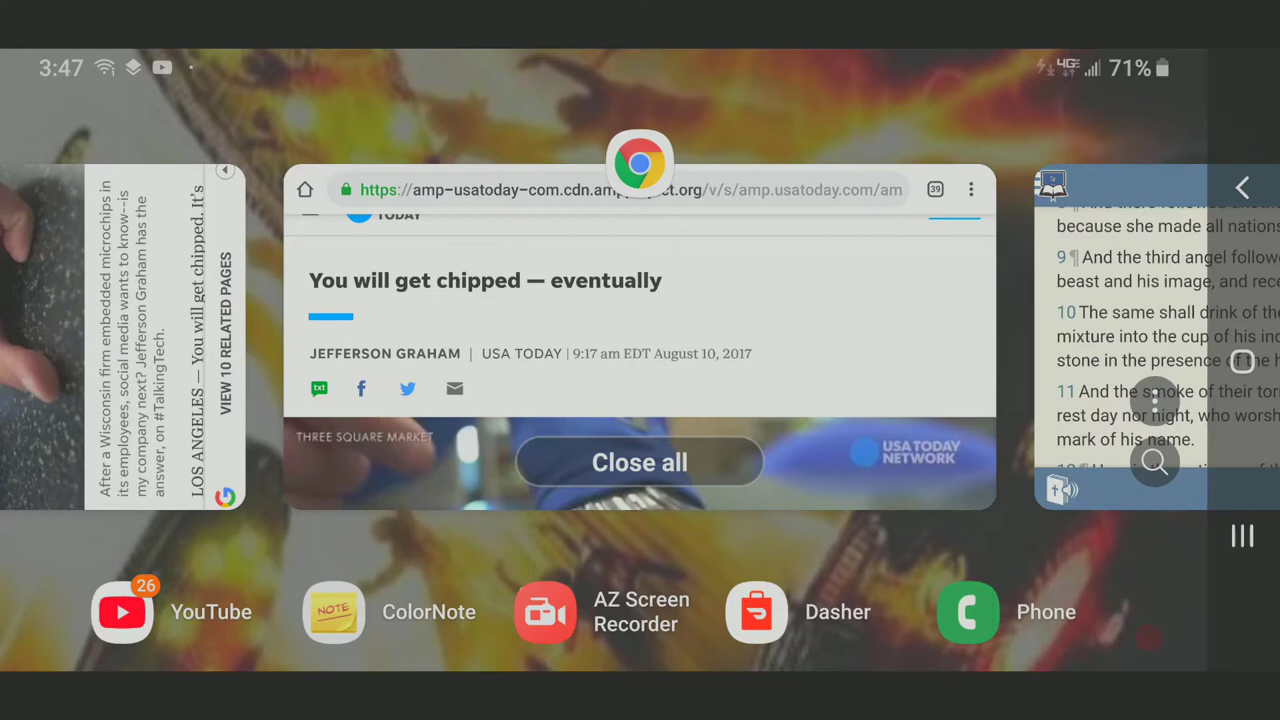 3:47
4GE
71%
After a Wisconsin firm embedded microchips in
its employees, social media wants to know--is
my company next? Jefferson Graham has the
answer, on #TalkingTech.
LOS ANGELES — You will get chipped. It's
VIEW 10 RELATED PAGES
https://amp-usatoday-com.cdn.amp
ect.org/v/s/amp.usatoday.com/am
39
TODAY
You will get chipped — eventually
JEFFERSON GRAHAM | USA TODAY | 9:17 am EDT August 10, 2017
txt
THREE SQUARE MARKET
USA TODAY
NETWORK
Close all
because she made all nations
9 ¶ And the third angel follow
beast and his image, and rece
10 The same shall drink of the
mixture into the cup of his in
stone in the presence of the h
11 And the smoke of their tor
rest day nor night, who worsh
mark of his name.
26
YouTube
NOTE
ColorNote
AZ Screen
Recorder
Dasher
Phone